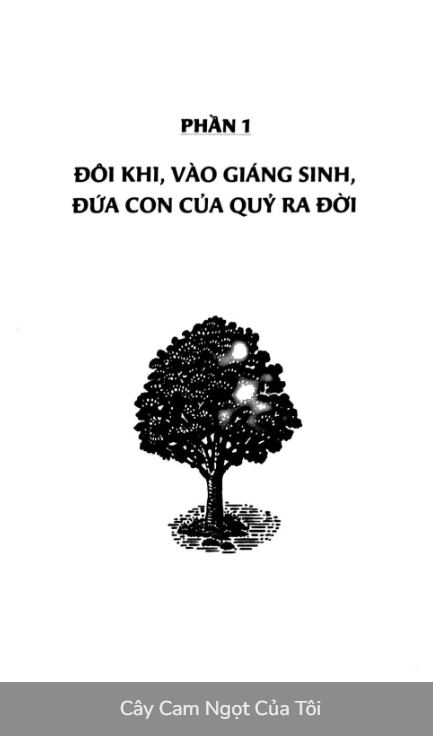 PHẦN 1
ĐÔI KHI, VÀO GIÁNG SINH,
ĐỨA CON CỦA QUỶ RA ĐỜI
Cây Cam Ngọt Của Tôi